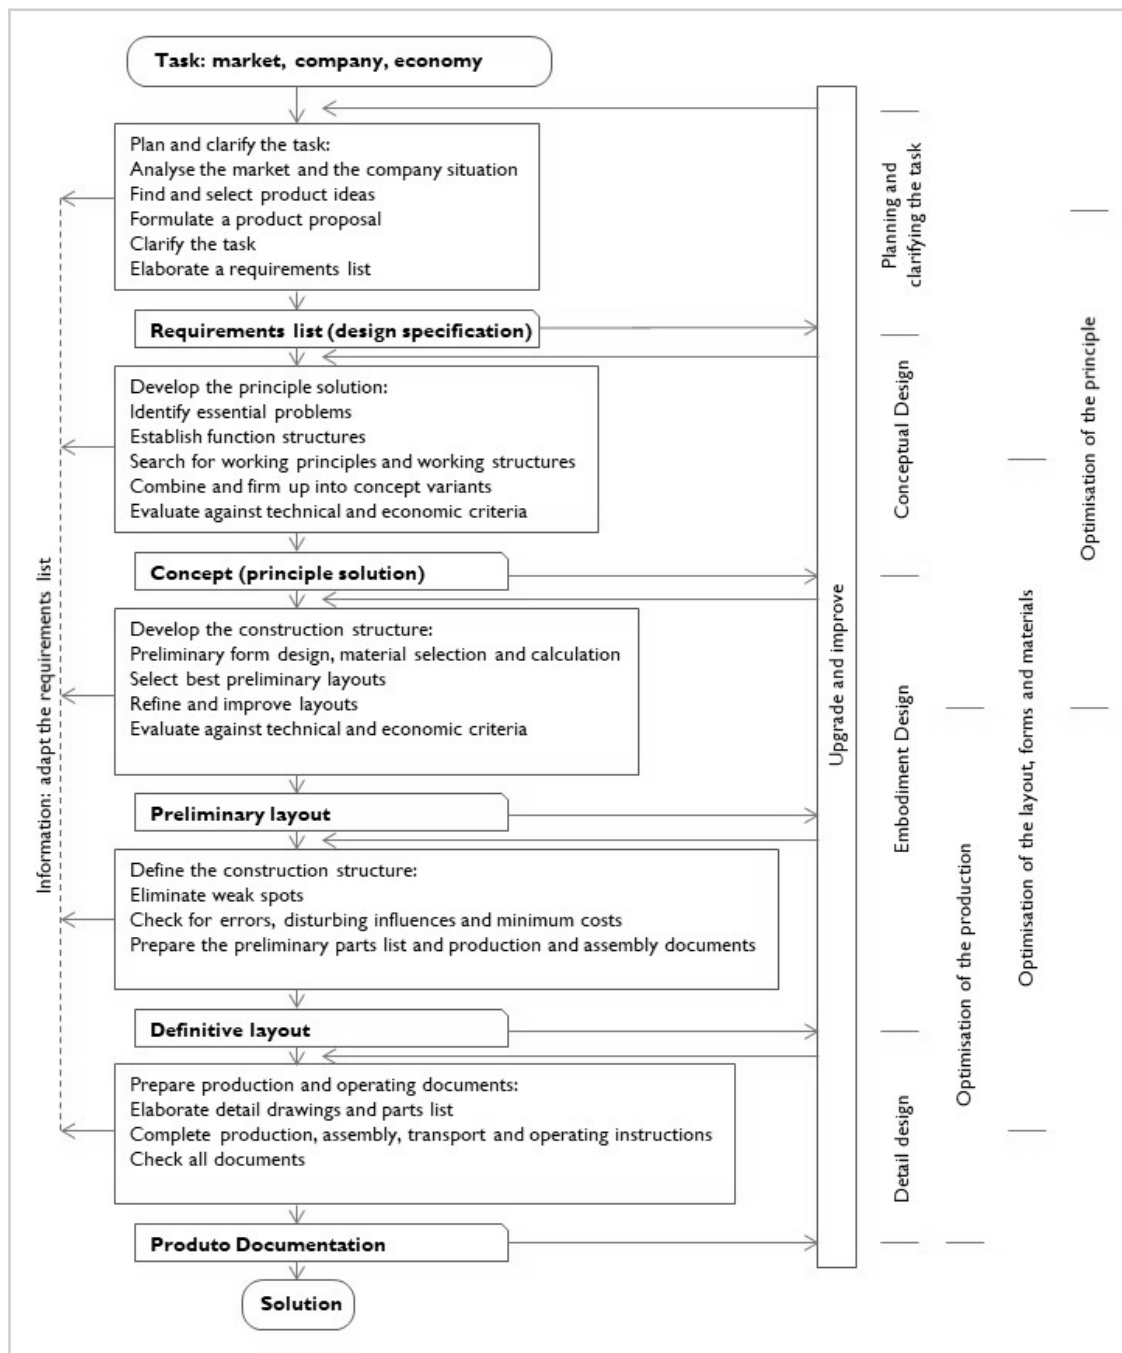 Task: market, company, economy
Plan and clarify the task:
Analyse the market and the company situation
Find and select product ideas
Formulate a product proposal
Clarify the task
Elaborate a requirements list
Requirements list (design specification)
Develop the principle solution:
Identify essential problems
Establish function structures
Search for working principles and working structures
Combine and firm up into concept variants
Evaluate against technical and economic criteria
Concept (principle solution)
Develop the construction structure:
Preliminary form design, material selection and calculation
Select best preliminary layouts
Refine and improve layouts
Evaluate against technical and economic criteria
Preliminary layout
Define the construction structure:
Eliminate weak spots
Check for errors, disturbing influences and minimum costs
Prepare the preliminary parts list and production and assembly documents
Definitive layout
Prepare production and operating documents:
Elaborate detail drawings and parts list
Complete production, assembly, transport and operating instructions
Check all documents
Produto Documentation
Solution
Information: adapt the requirements list
Upgrade and improve
Planning and
clarifying the task
Conceptual Design
Embodiment Design
Detail design
Optimisation of the production
Optimisation of the layout, forms and materials
Optimisation of the principle